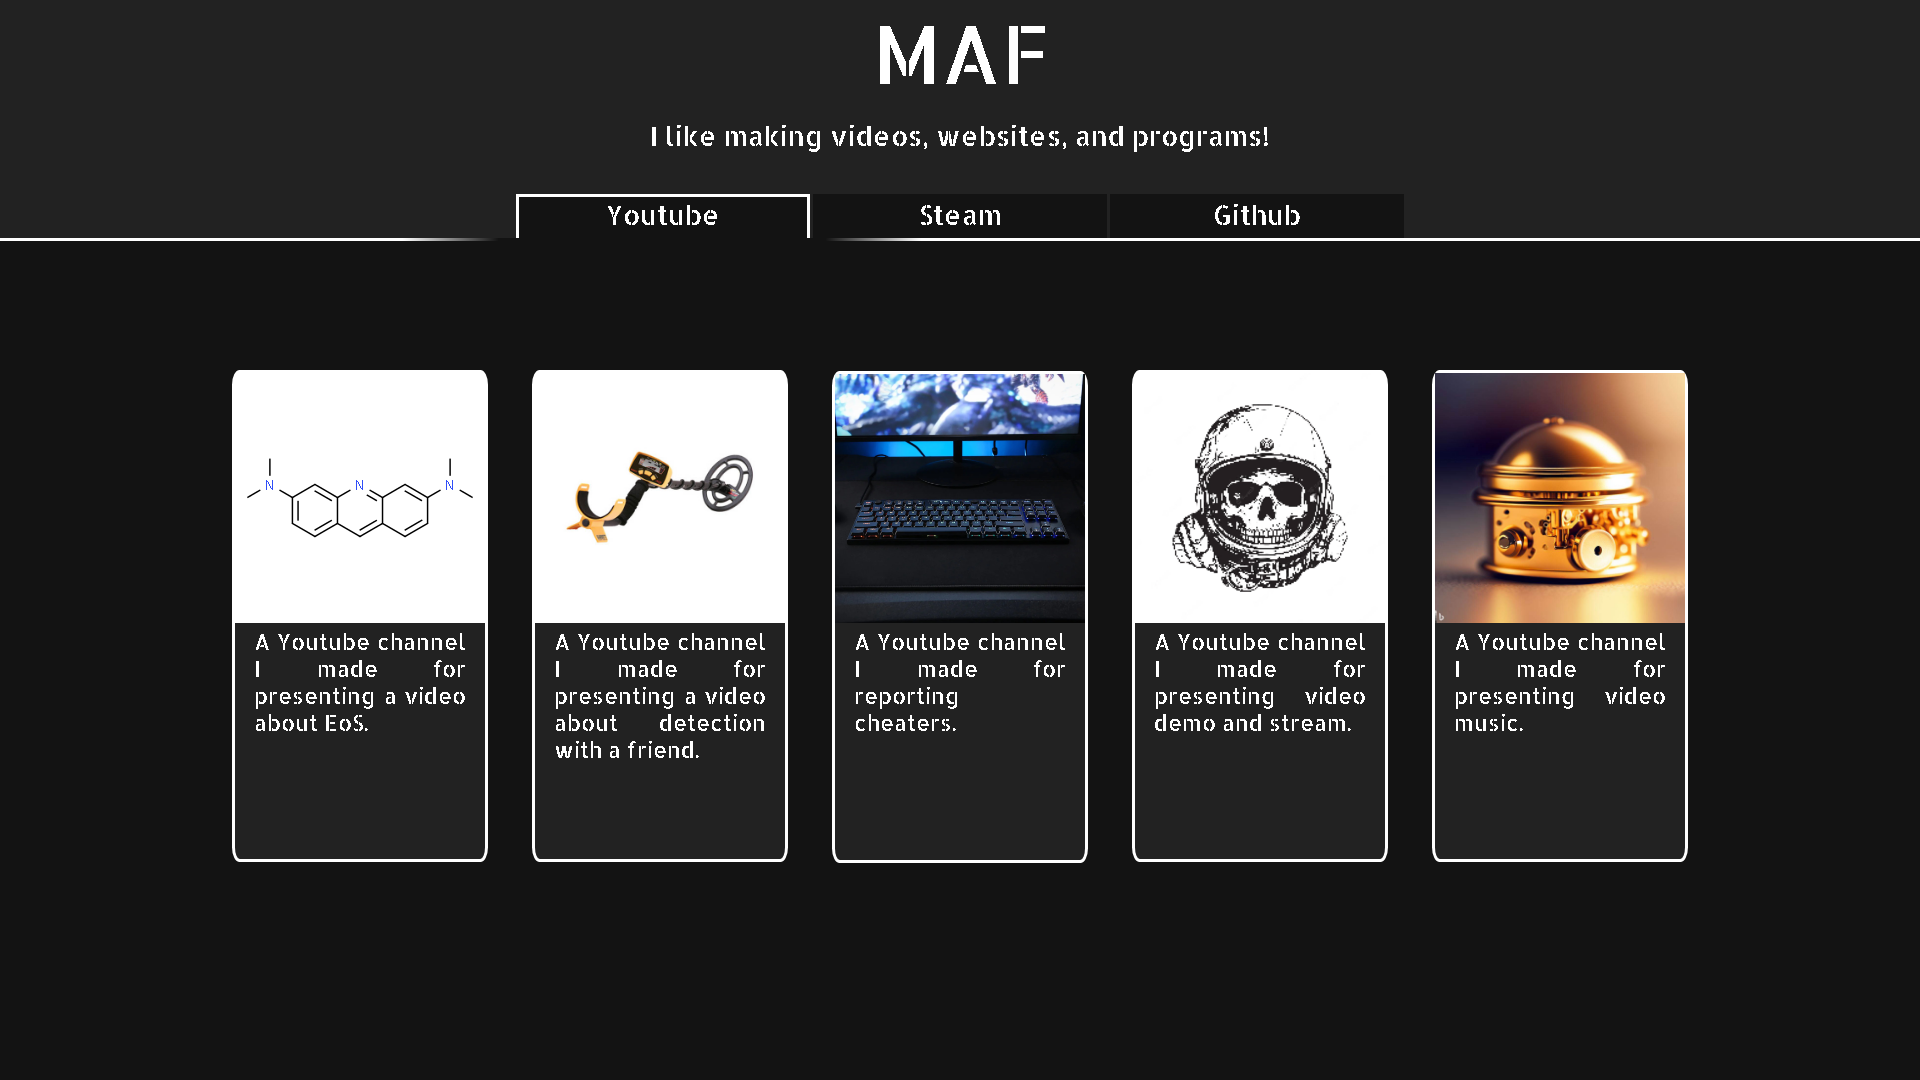 MAF
I like making videos, websites, and programs!
Youtube
Steam
Github
N
N
N
A Youtube channel
I made for
presenting a video
about EoS.
A Youtube channel
I made for
presenting a video
about detection
with a friend.
A Youtube channel
I made for
reporting
cheaters.
A Youtube channel
I made for
presenting video
demo and stream.
b
A Youtube channel
I made for
presenting video
music.